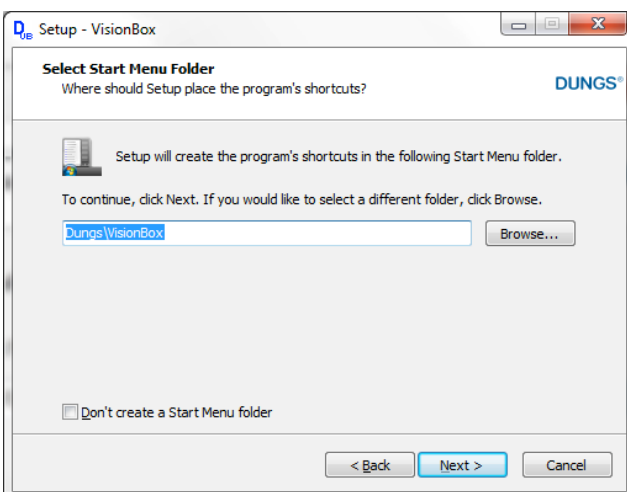 DVB Setup - VisionBox
Select Start Menu Folder
Where should Setup place the program's shortcuts?
DUNGS®
Setup will create the program's shortcuts in the following Start Menu folder.
To continue, click Next. If you would like to select a different folder, click Browse.
Dungs\VisionBox
Browse...
Don't create a Start Menu folder
< Back
Next >
Cancel